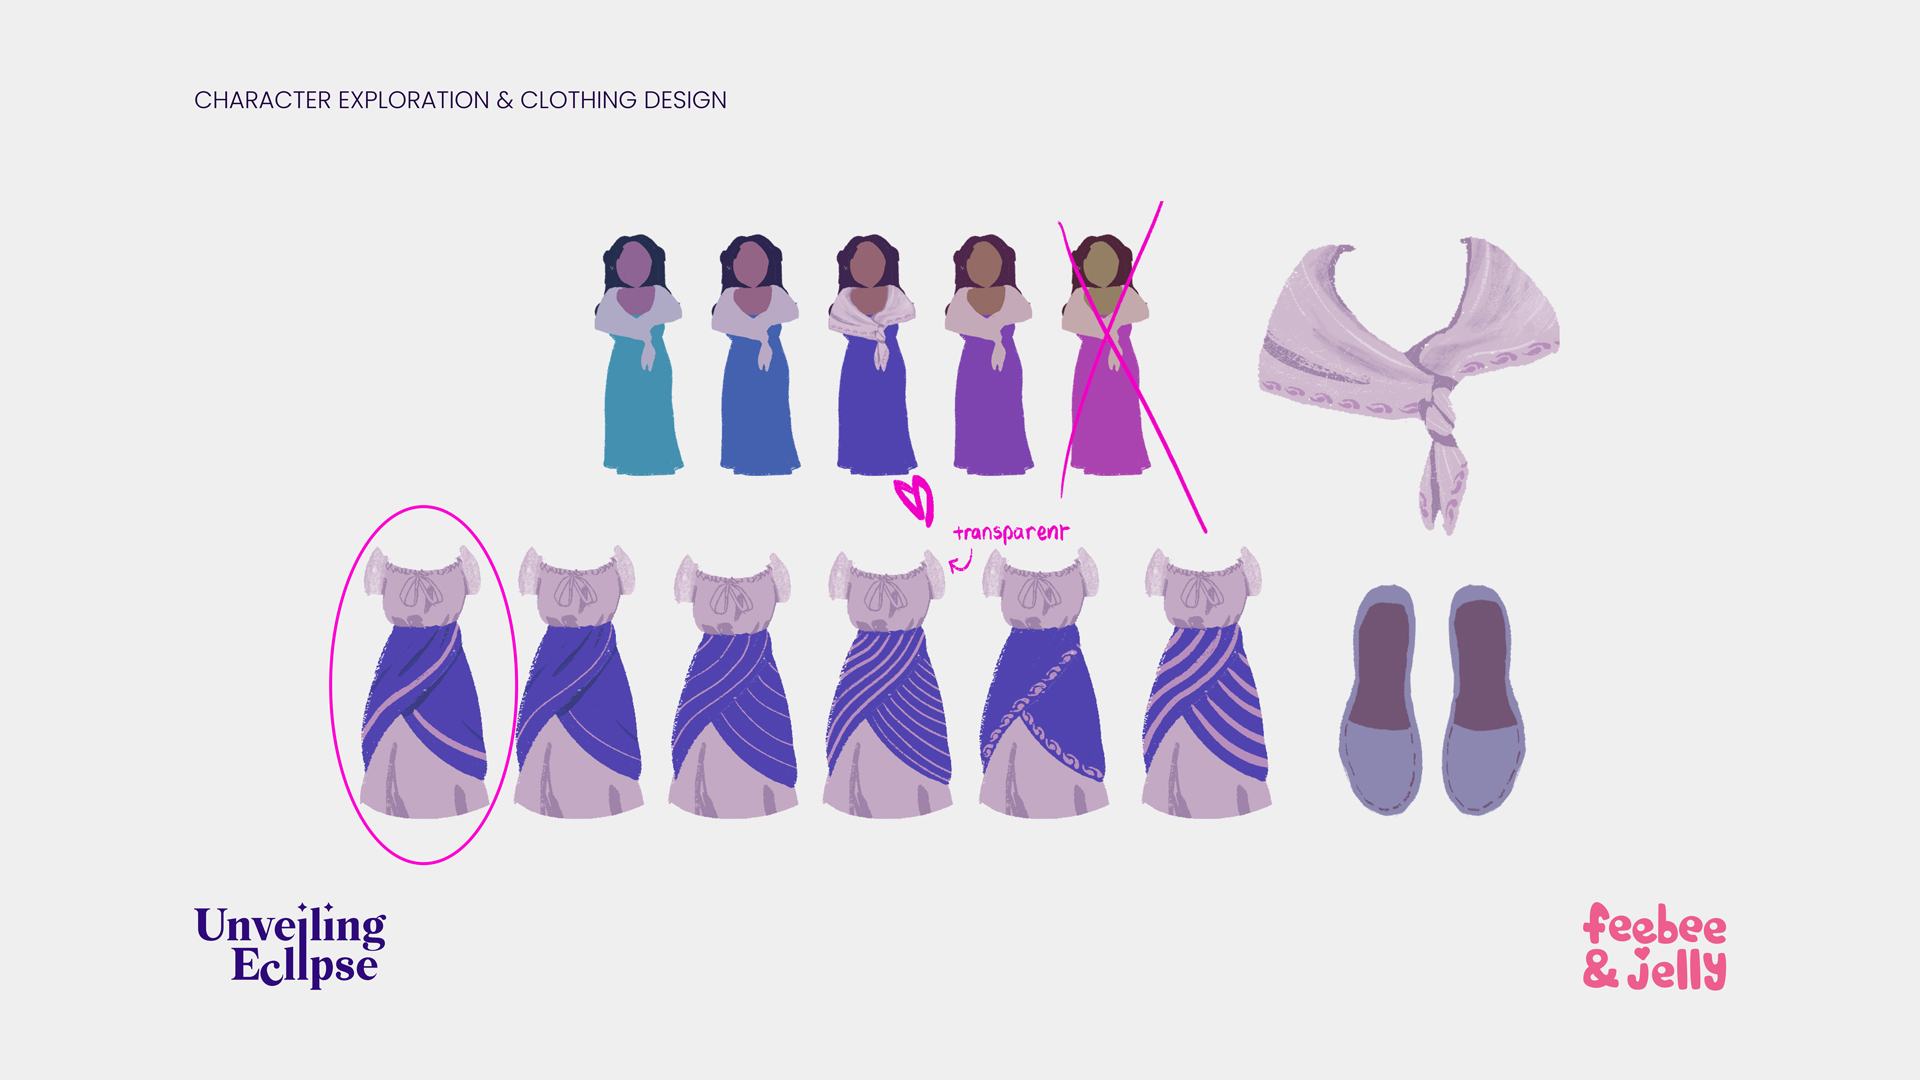 CHARACTER EXPLORATION & CLOTHING DESIGN
transparent
Unveiling
Eclipse
feebee
& jelly